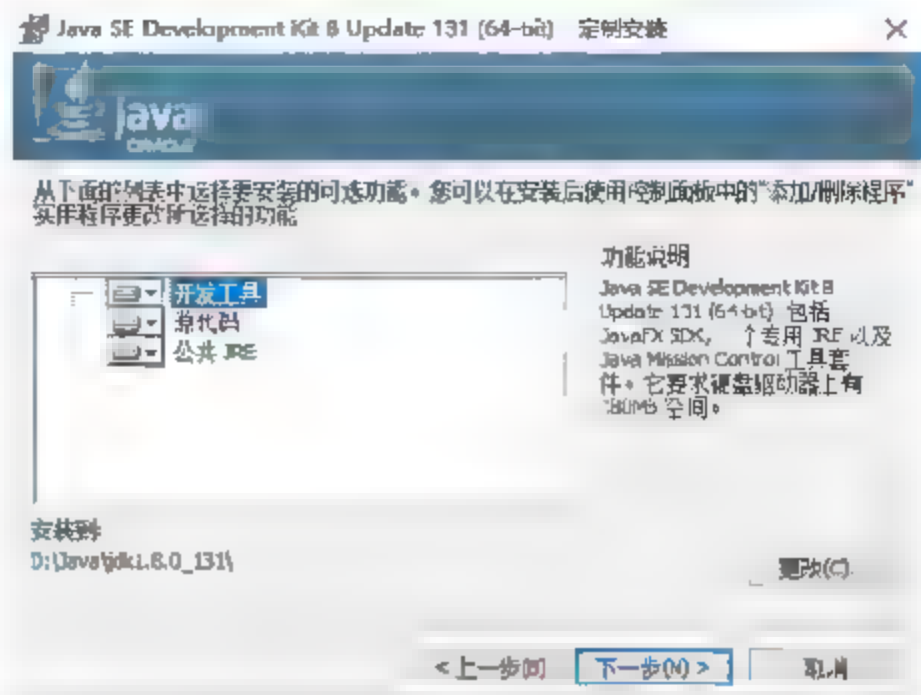 Java SE Development Kit 8 Update 131 (64-bit) 定制安装
Java
ORACLE
从下面的列表中选择要安装的可选功能。您可以在安装后使用控制面板中的"添加/删除程序"
实用程序更改所选择的功能
开发工具
源代码
公共 JRE
功能说明
Java SE Development Kit 8
Update 131 (64-bit) 包括
JavaFX SDK, 个专用 JRE 以及
Java Mission Control 工具套
件。它要求硬盘驱动器上有
180MB 空间。
安装到:
D:\Java\jdk1.8.0_131\
更改(C)
<上一步(B)
下一步(N) >
取消